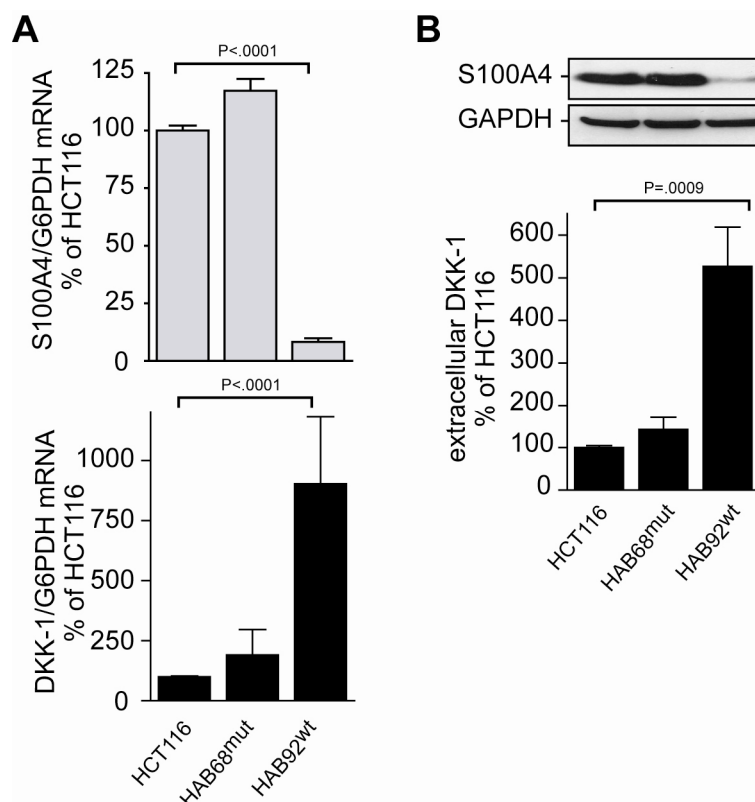 A
P<.0001
S100A4/G6PDH mRNA
% of HCT116
125
100
75
50
25
0
P<.0001
DKK-1/G6PDH mRNA
% of HCT116
1000
750
500
250
0
HCT116
HAB68mut
HAB92wt
B
S100A4
GAPDH
P=.0009
extracellular DKK-1
% of HCT116
600
500
400
300
200
100
0
HCT116
HAB68mut
HAB92wt